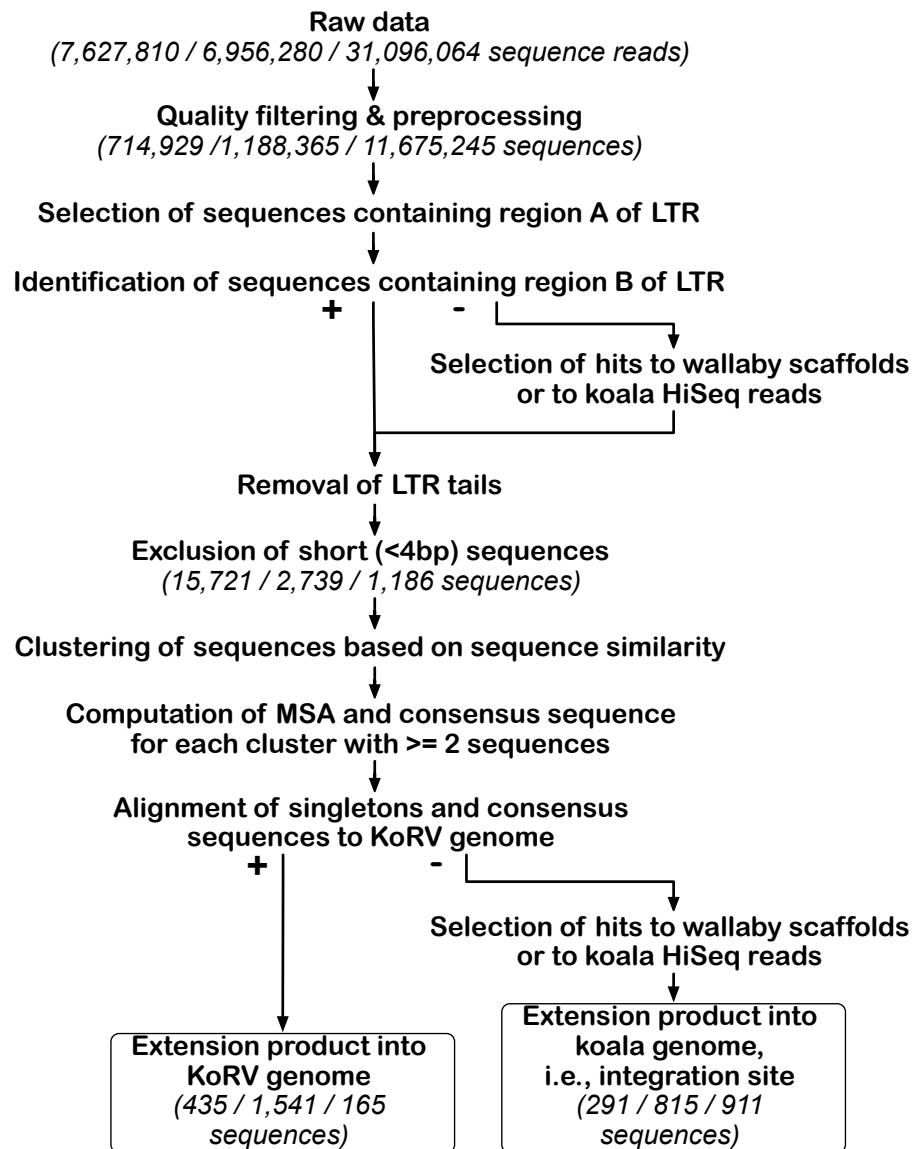 Raw data
(7,627,810 / 6,956,280 / 31,096,064 sequence reads)
Quality filtering & preprocessing
(714,929 /1,188,365 / 11,675,245 sequences)
Selection of sequences containing region A of LTR
Identification of sequences containing region B of LTR
+ -
Selection of hits to wallaby scaffolds
or to koala HiSeq reads
Removal of LTR tails
Exclusion of short (<4bp) sequences
(15,721 / 2,739 / 1,186 sequences)
Clustering of sequences based on sequence similarity
Computation of MSA and consensus sequence
for each cluster with >= 2 sequences
Alignment of singletons and consensus
sequences to KoRV genome
+ -
Selection of hits to wallaby scaffolds
or to koala HiSeq reads
Extension product into
KoRV genome
(435 / 1,541 / 165
sequences)
Extension product into
koala genome,
i.e., integration site
(291 / 815 / 911
sequences)